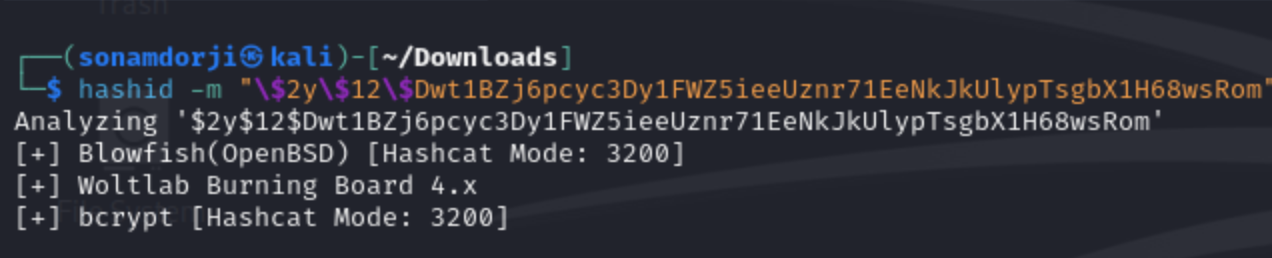 Trash
┌──(sonamdorji㉿kali)-[~/Downloads]
└─$ hashid -m "\$2y\$12\$Dwt1BZj6pcyc3Dy1FWZ5ieeUznr71EeNkJkUlypTsgbX1H68wsRom"
Analyzing '$2y$12$Dwt1BZj6pcyc3Dy1FWZ5ieeUznr71EeNkJkUlypTsgbX1H68wsRom'
[+] Blowfish(OpenBSD) [Hashcat Mode: 3200]
[+] Woltlab Burning Board 4.x
File System
[+] bcrypt [Hashcat Mode: 3200]